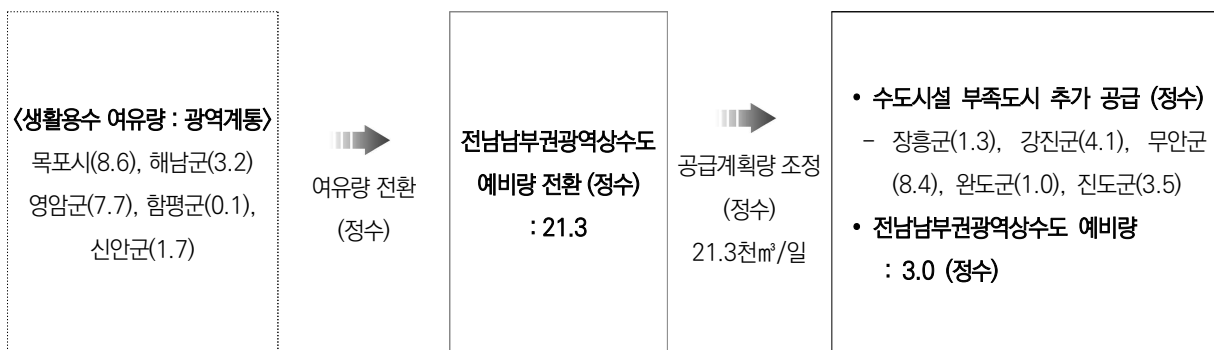 〈생활용수 여유량 : 광역계통〉
목포시(8.6), 해남군(3.2)
영암군(7.7), 함평군(0.1),
신안군(1.7)
여유량 전환
(정수)
전남남부권광역상수도
예비량 전환 (정수)
: 21.3
공급계획량 조정
(정수)
21.3천㎥/일
• 수도시설 부족도시 추가 공급 (정수)
- 장흥군(1.3), 강진군(4.1), 무안군
(8.4), 완도군(1.0), 진도군(3.5)
• 전남남부권광역상수도 예비량
: 3.0 (정수)